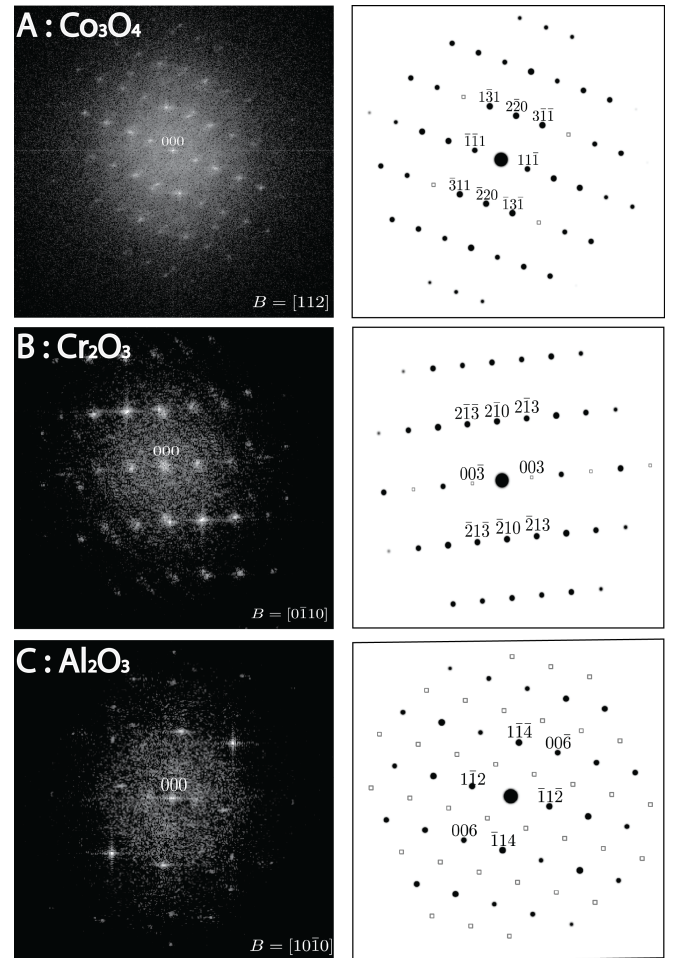 A : Co₃O₄
000
B = [112]
13̄1
22̄0
31̄1̄
1̄1̄1
111̄
3̄11
2̄20
1̄31̄
B : Cr₂O₃
000
B = [01̄10]
21̄3̄ 21̄0 21̄3
003̄ 003
2̄13̄ 2̄10 2̄13
C : Al₂O₃
000
B = [101̄0]
11̄4̄
006̄
11̄2
1̄12̄
006
1̄14